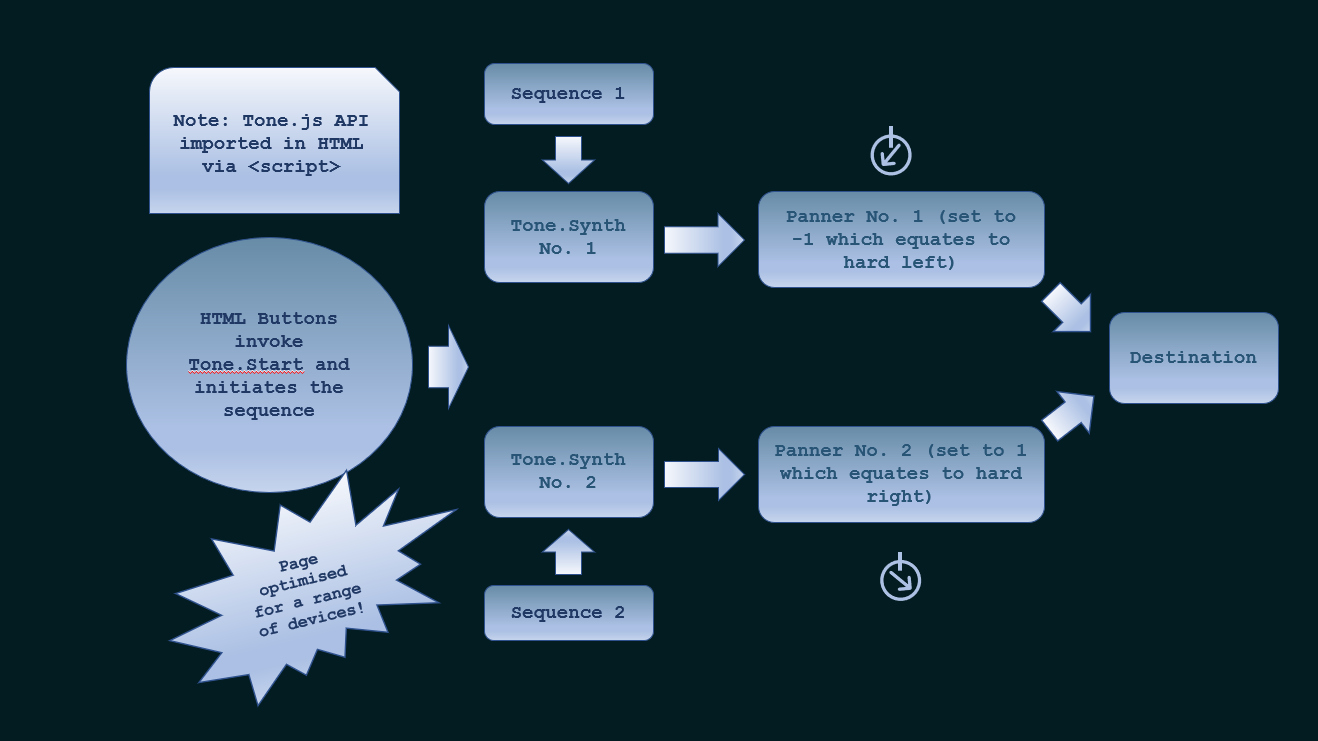 Note: Tone.js API
imported in HTML
via <script>
Sequence 1
Tone.Synth
No. 1
Panner No. 1 (set to
-1 which equates to
hard left)
HTML Buttons
invoke
Tone.Start and
initiates the
sequence
Destination
Tone.Synth
No. 2
Panner No. 2 (set to 1
which equates to hard
right)
Page
optimised
for a range
of devices!
Sequence 2